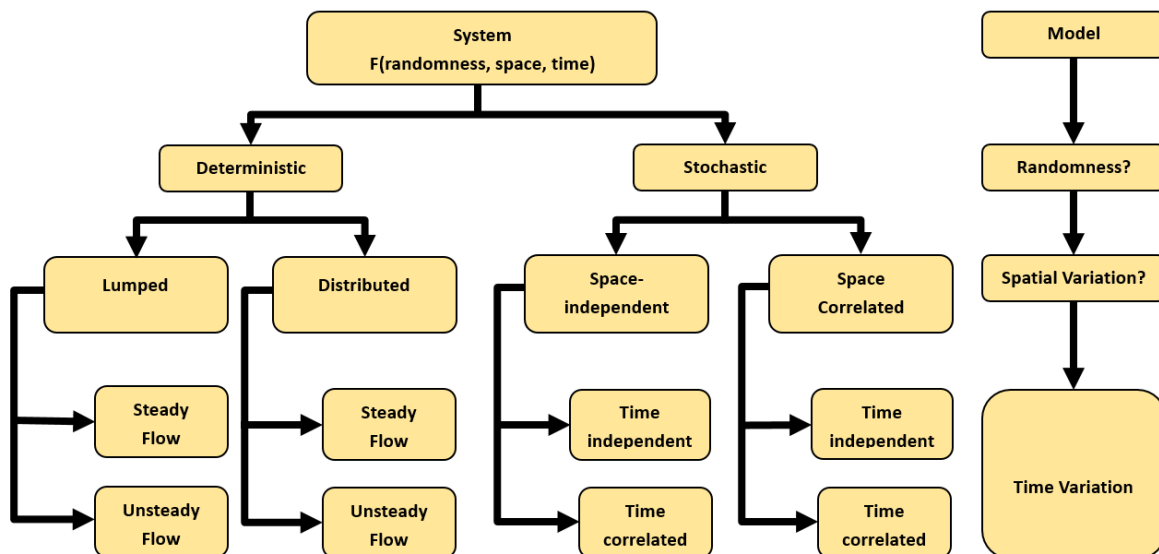 System
F(randomness, space, time)
Model
Deterministic
Stochastic
Randomness?
Lumped
Distributed
Space-
independent
Space
Correlated
Spatial Variation?
Steady
Flow
Steady
Flow
Time
independent
Time
independent
Time Variation
Unsteady
Flow
Unsteady
Flow
Time
correlated
Time
correlated